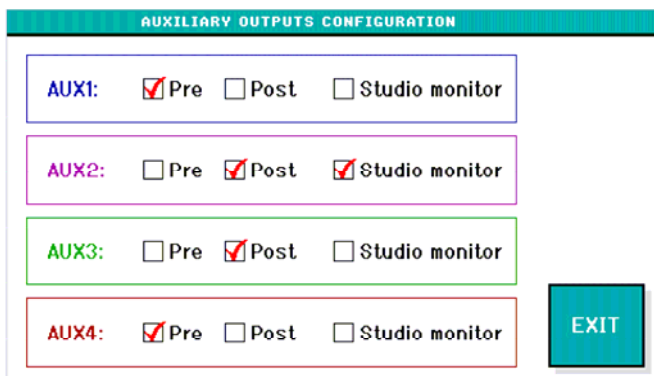 AUXILIARY OUTPUTS CONFIGURATION
AUX1: Pre Post Studio monitor
AUX2: Pre Post Studio monitor
AUX3: Pre Post Studio monitor
AUX4: Pre Post Studio monitor
EXIT